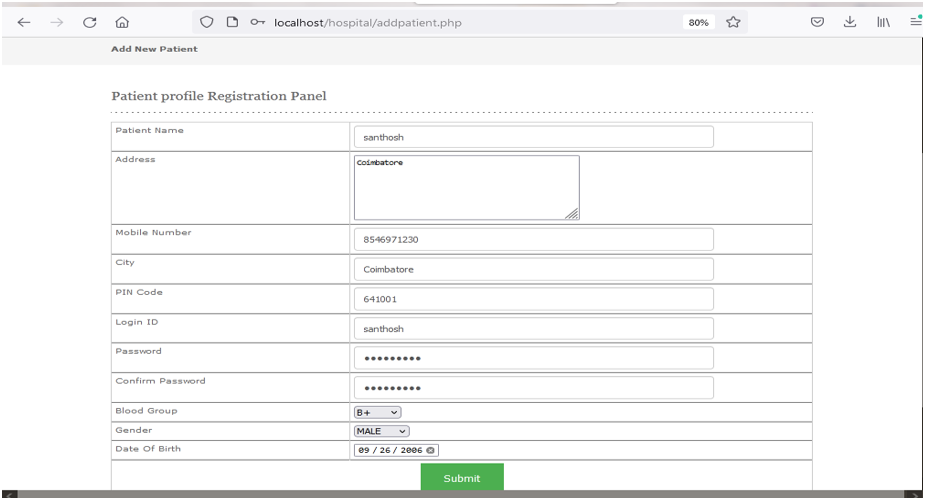 localhost/hospital/addpatient.php 80%
Add New Patient
Patient profile Registration Panel
Patient Name santhosh
Address Coimbatore
Mobile Number 8546971230
City Coimbatore
PIN Code 641001
Login ID santhosh
Password •••••••••
Confirm Password •••••••••
Blood Group B+
Gender MALE
Date Of Birth 09 / 26 / 2006
Submit